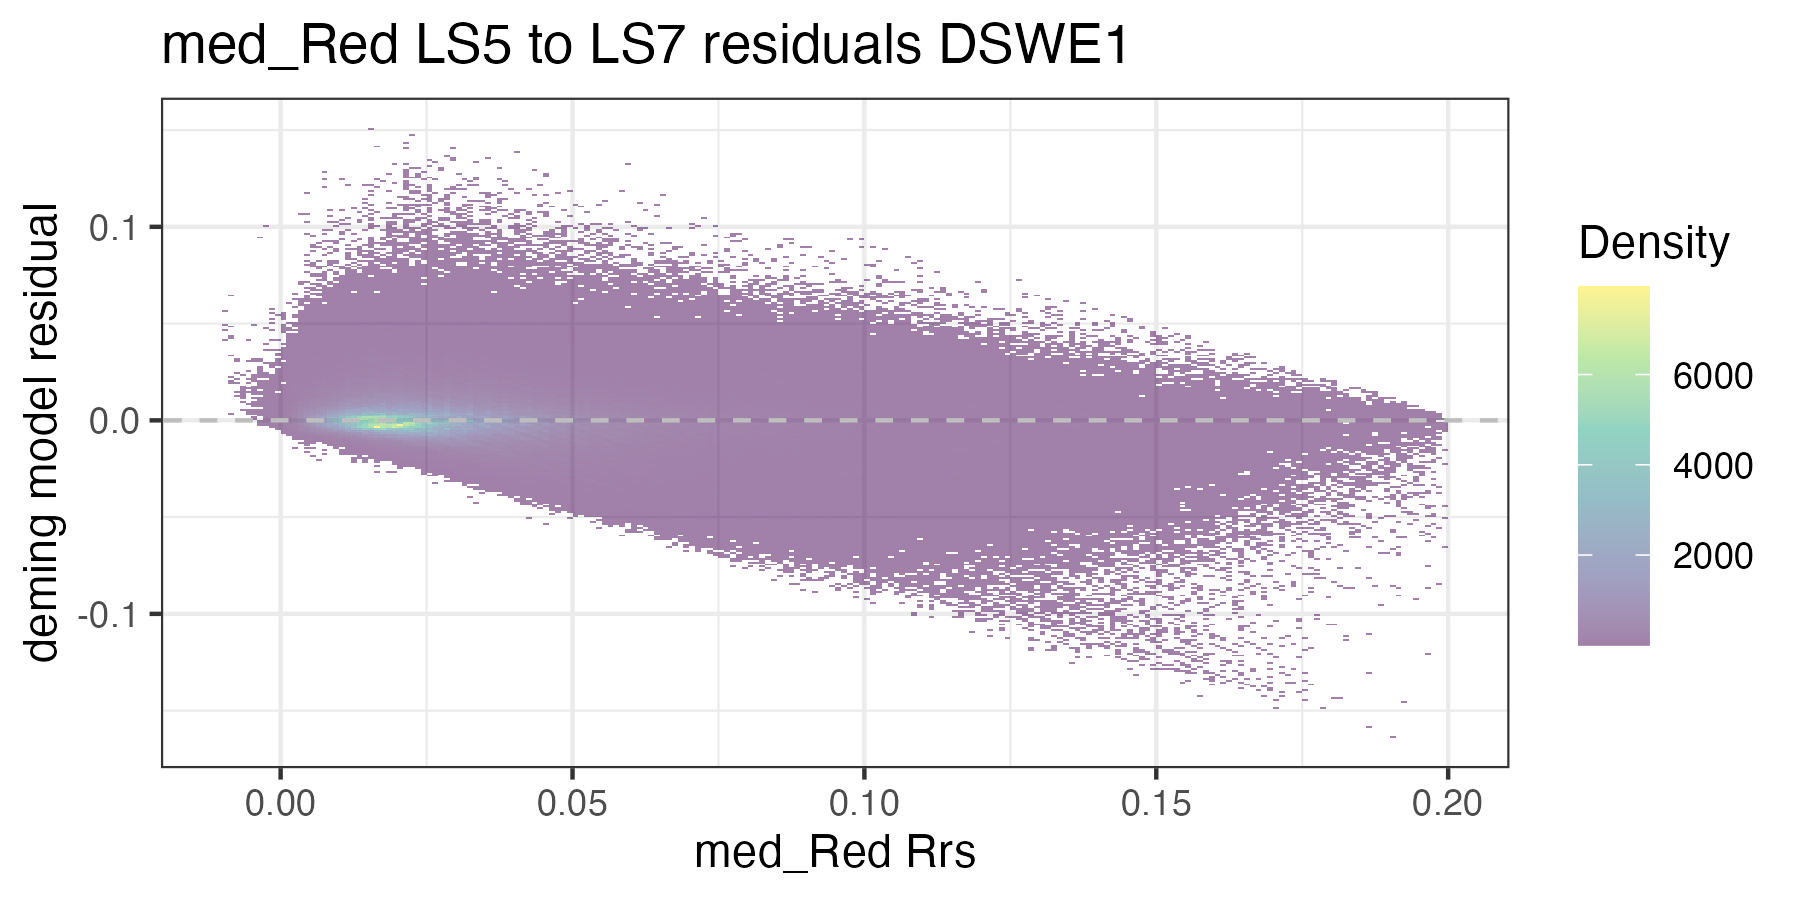 med_Red LS5 to LS7 residuals DSWE1
deming model residual
0.1
0.0
-0.1
0.00 0.05 0.10 0.15 0.20
med_Red Rrs
Density
6000
4000
2000